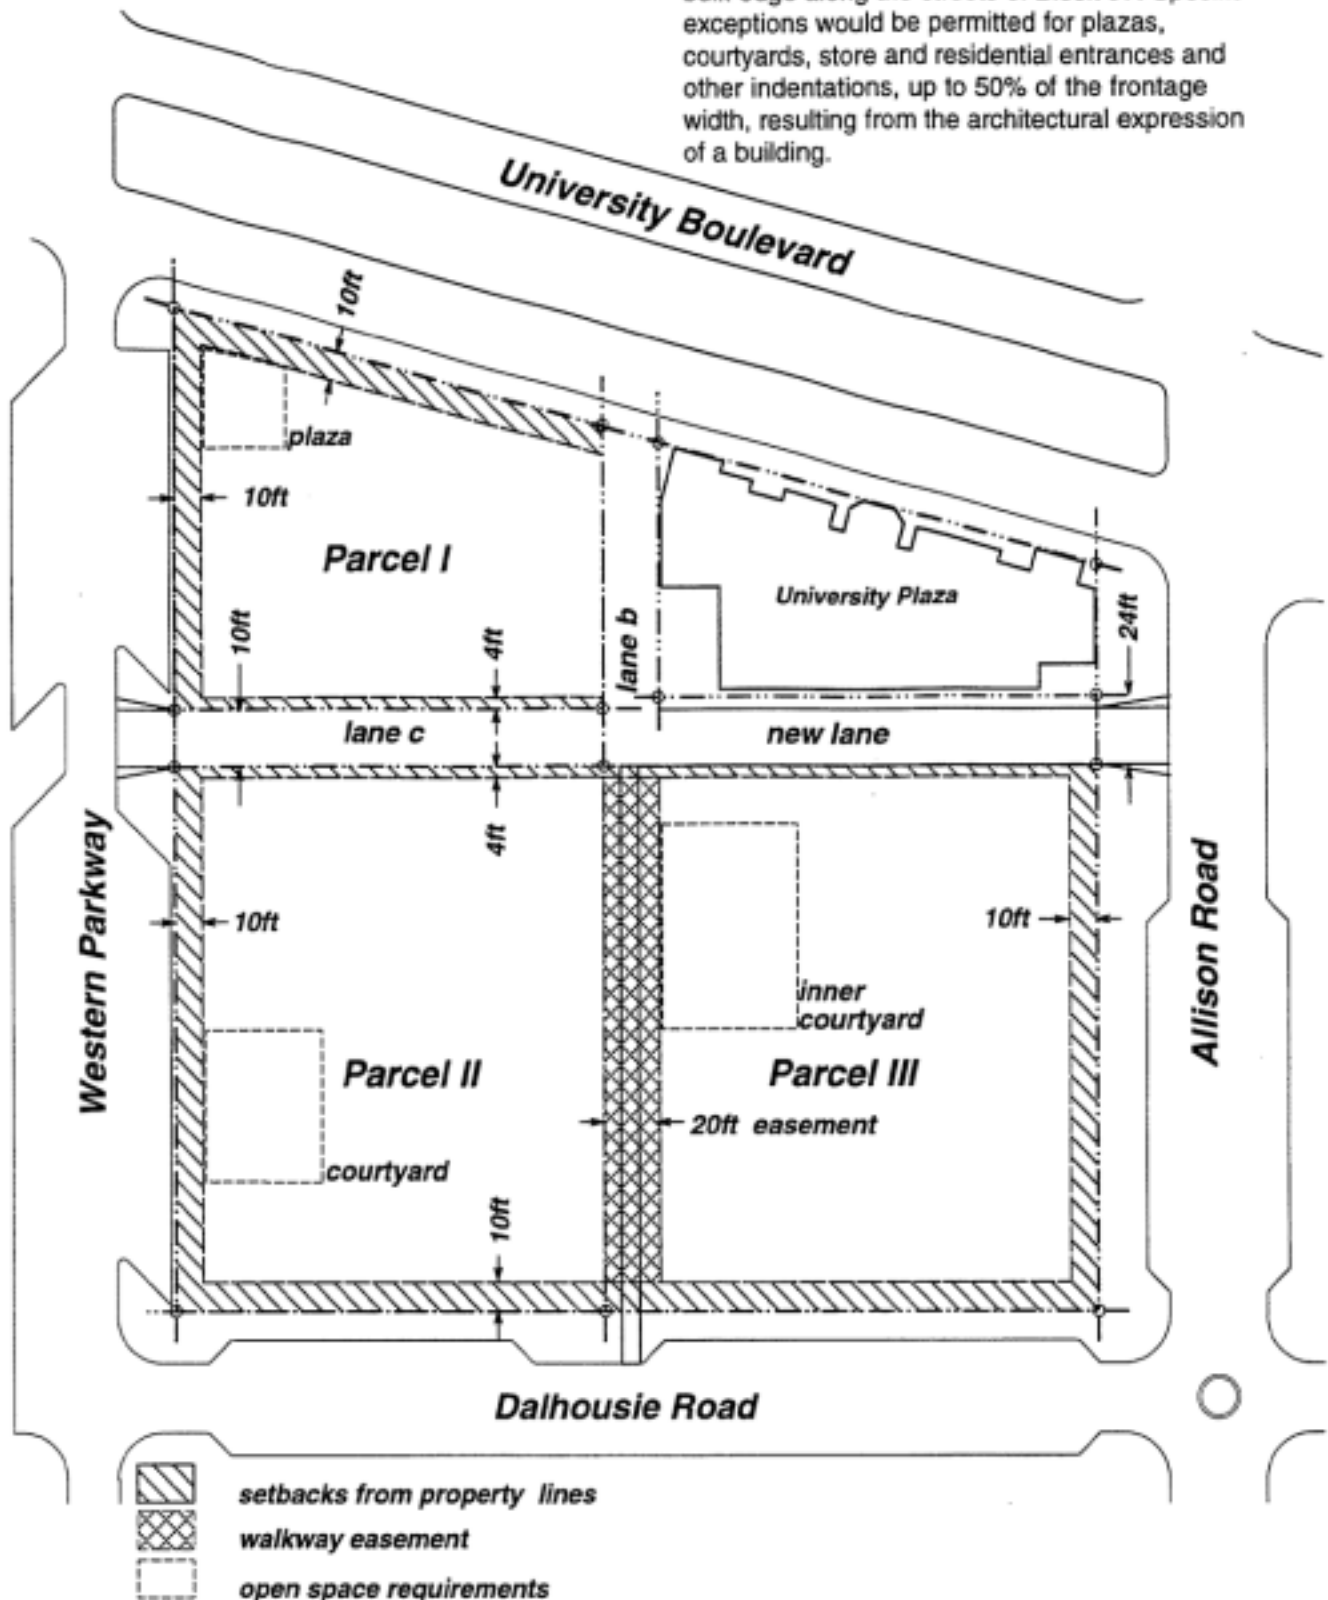 exceptions would be permitted for plazas,
courtyards, store and residential entrances and
other indentations, up to 50% of the frontage
width, resulting from the architectural expression
of a building.
University Boulevard
10ft
plaza
10ft
Parcel I
University Plaza
10ft
4ft
lane b
24ft
lane c
new lane
4ft
Western Parkway
10ft
10ft
Allison Road
inner
courtyard
Parcel II
Parcel III
20ft easement
courtyard
10ft
Dalhousie Road
setbacks from property lines
walkway easement
open space requirements